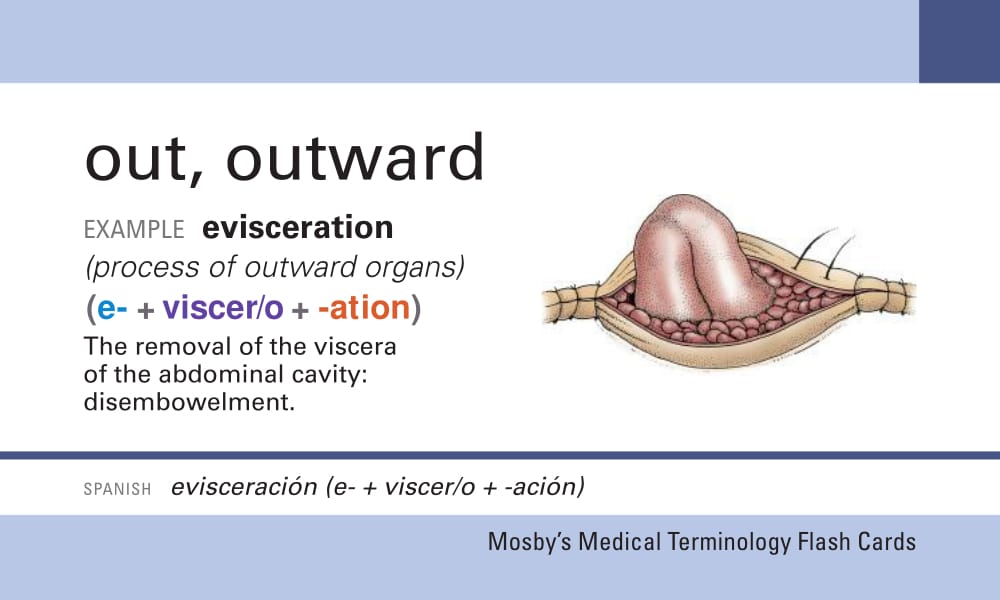 out, outward
EXAMPLE evisceration
(process of outward organs)
(e- + viscer/o + -ation)
The removal of the viscera
of the abdominal cavity:
disembowelment.
SPANISH evisceración (e- + viscer/o + -ación)
Mosby's Medical Terminology Flash Cards